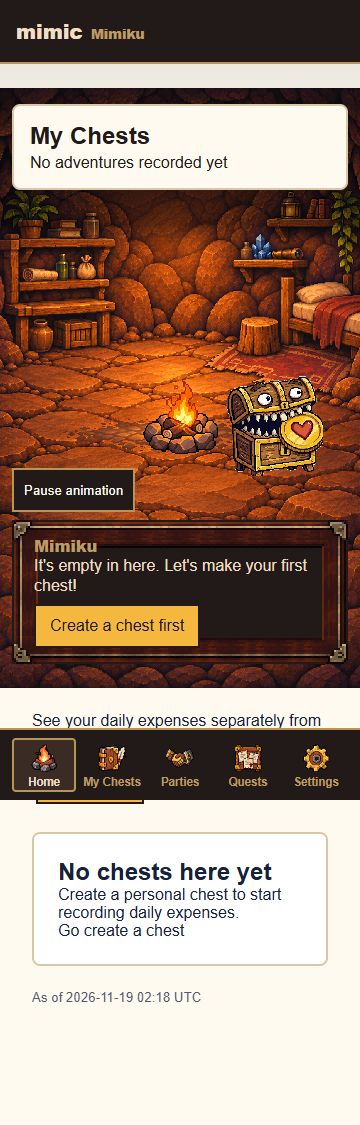 mimic Mimiku
My Chests
No adventures recorded yet
Pause animation
Mimiku
It's empty in here. Let's make your first
chest!
Create a chest first
See your daily expenses separately from
Home
My Chests
Parties
Quests
Settings
No chests here yet
Create a personal chest to start
recording daily expenses.
Go create a chest
As of 2026-11-19 02:18 UTC